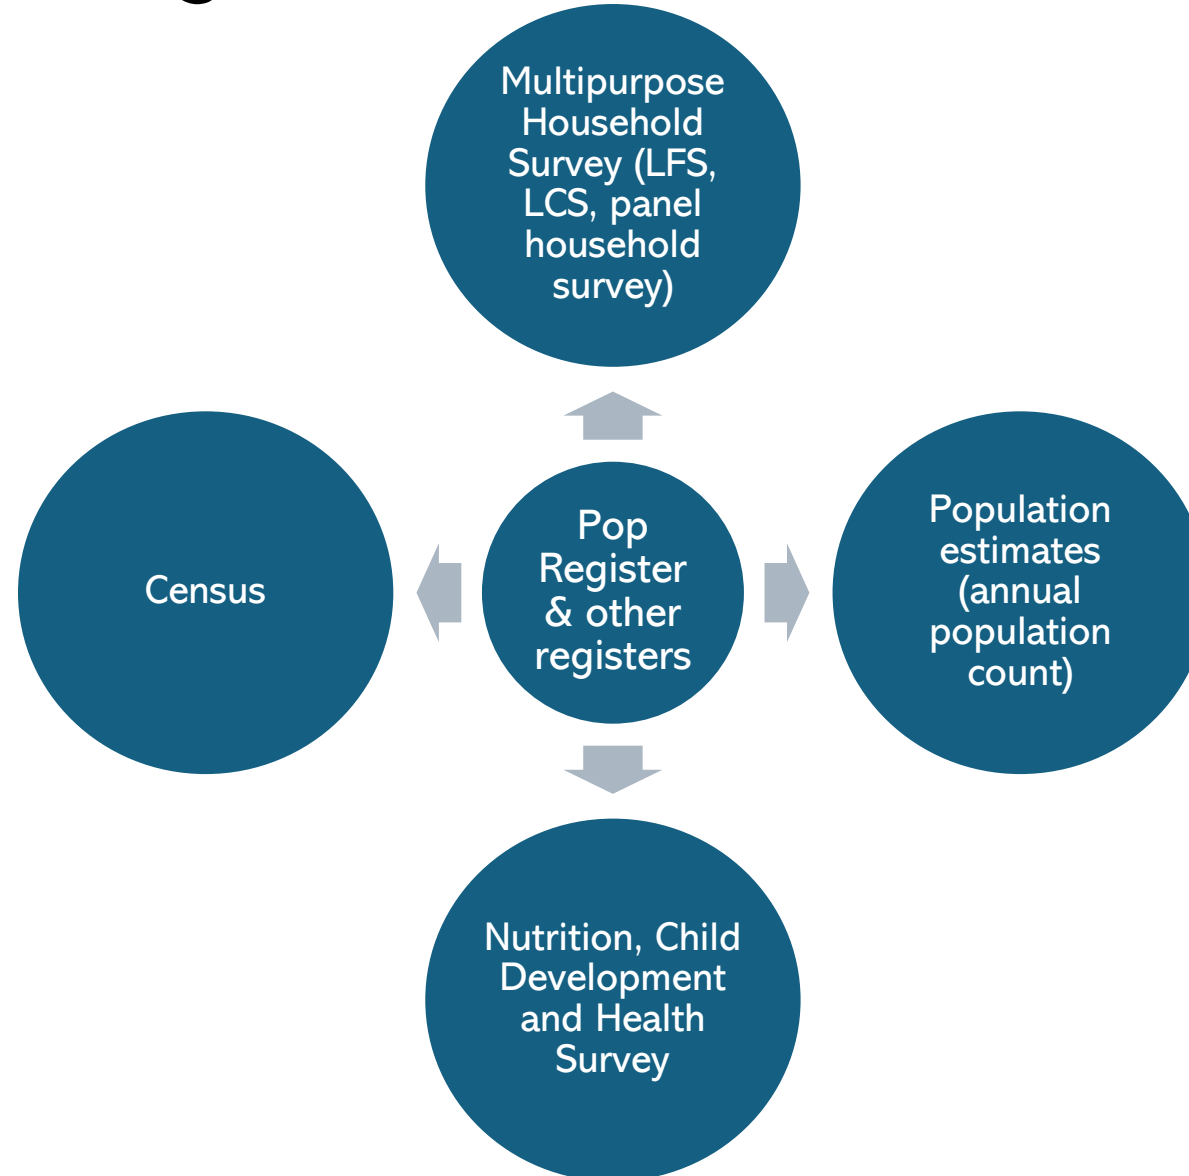 Multipurpose
Household
Survey (LFS,
LCS, panel
household
survey)
Census
Pop
Register
& other
registers
Population
estimates
(annual
population
count)
Nutrition, Child
Development
and Health
Survey